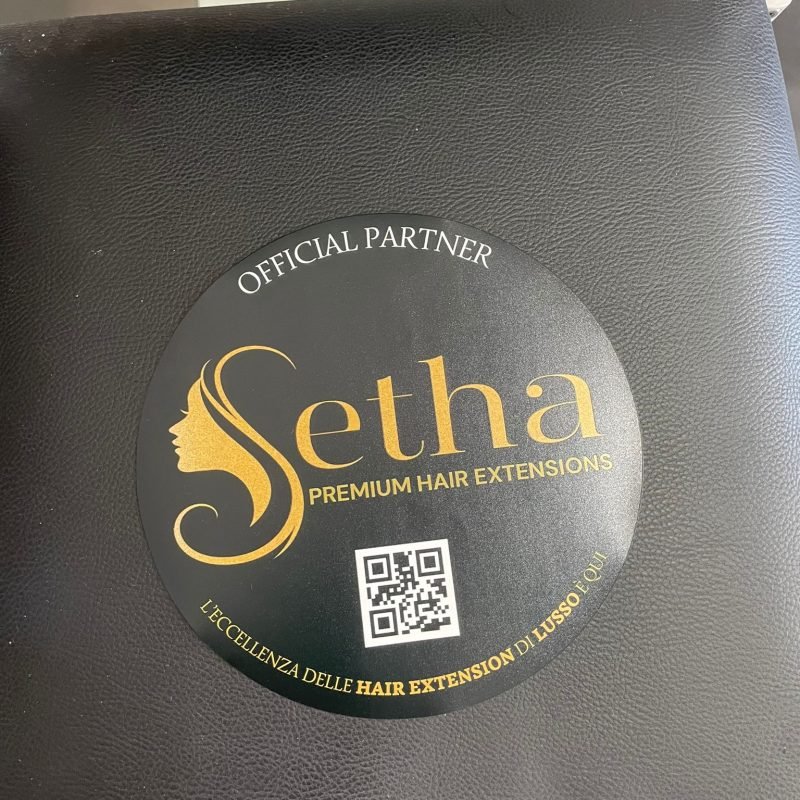 OFFICIAL PARTNER
Setha
PREMIUM HAIR EXTENSIONS
L'ECCELLENZA DELLE HAIR EXTENSION DI LUSSO È QUI